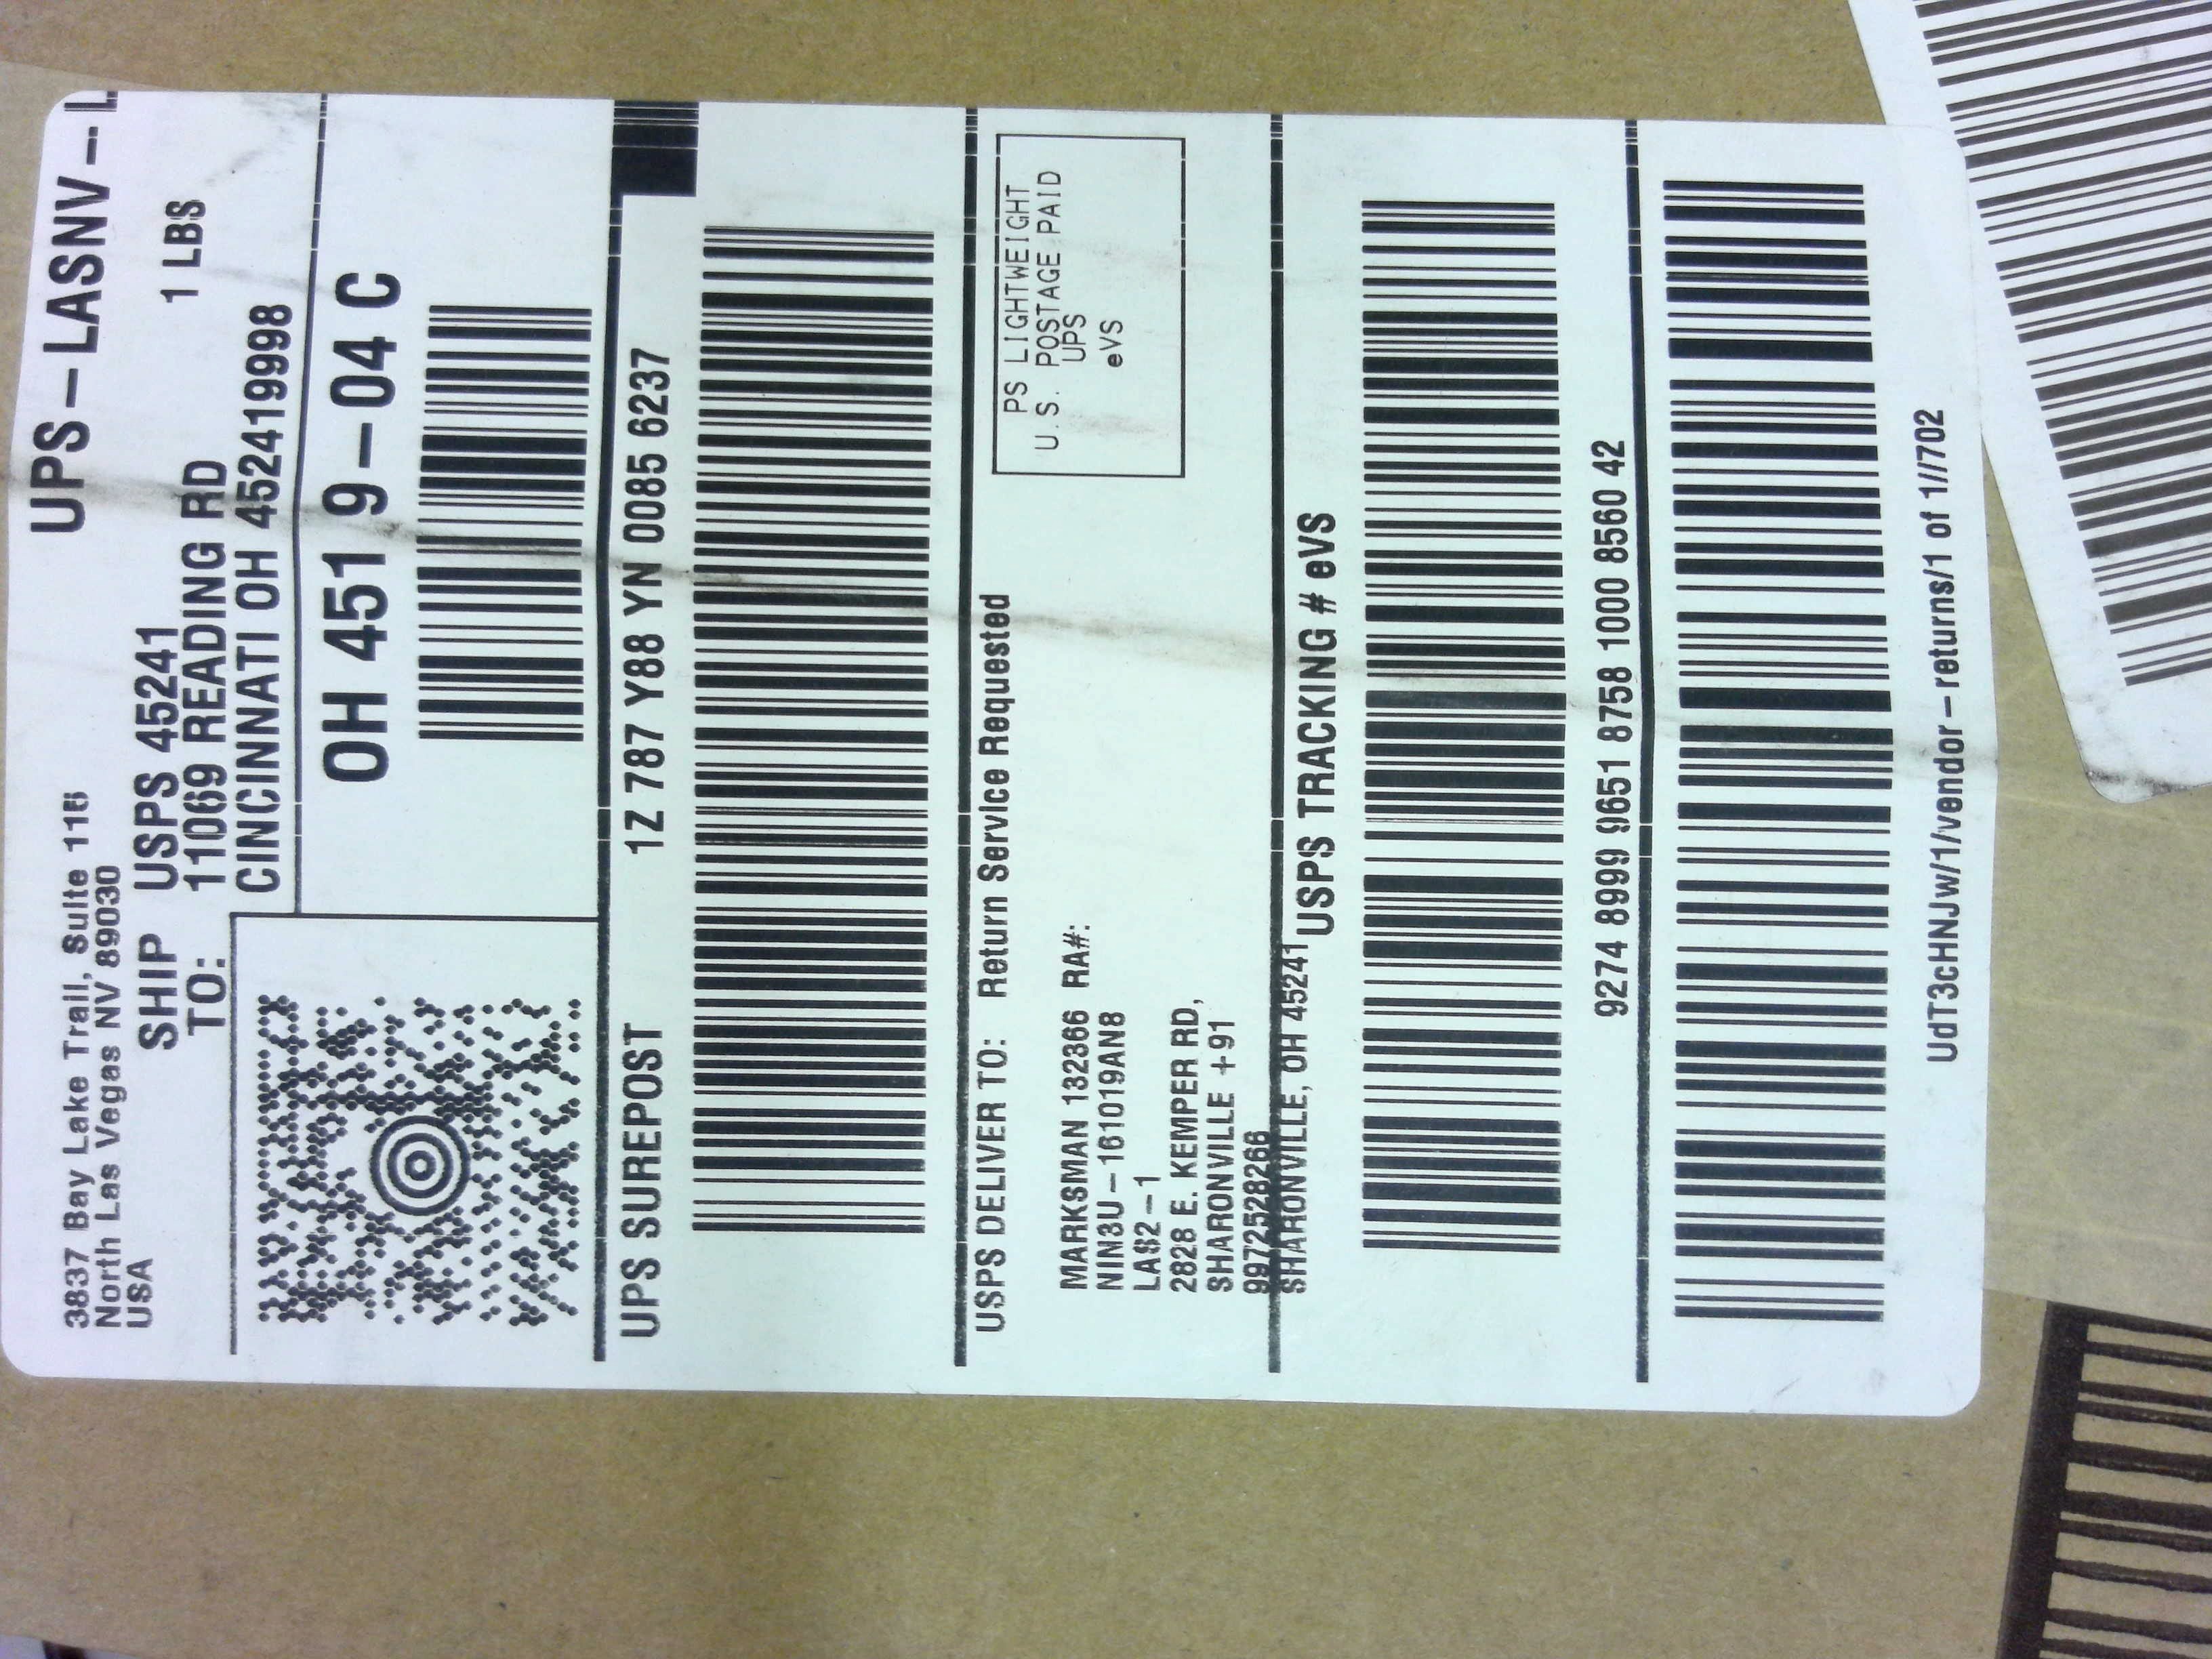 UPS-LASNV-L
3837 Bay Lake Trail, Suite
North Las Vegas NV 89030
USA
1 LBS
SHIP TO:
USPS 45241
11069 READING RD
CINCINNATI OH 452419998
OH 451 9-04 C
UPS SUREPOST
1Z 787 Y88 YN 0085 6237
USPS DELIVER TO:
Return Service Requested
PS LIGHTWEIGHT
U.S. POSTAGE PAID
UPS
eVS
MARKSMAN 132366 RA#:
NIN3U-161019AN8
LAS2-1
2828 E. KEMPER RD,
SHARONVILLE +91
9972528266
SHARONVILLE, OH 45241
USPS TRACKING # eVS
9274 8999 9651 8758 1000 8560 42
UdT3cHNJw/1/vendor-returns/1 of 1//702